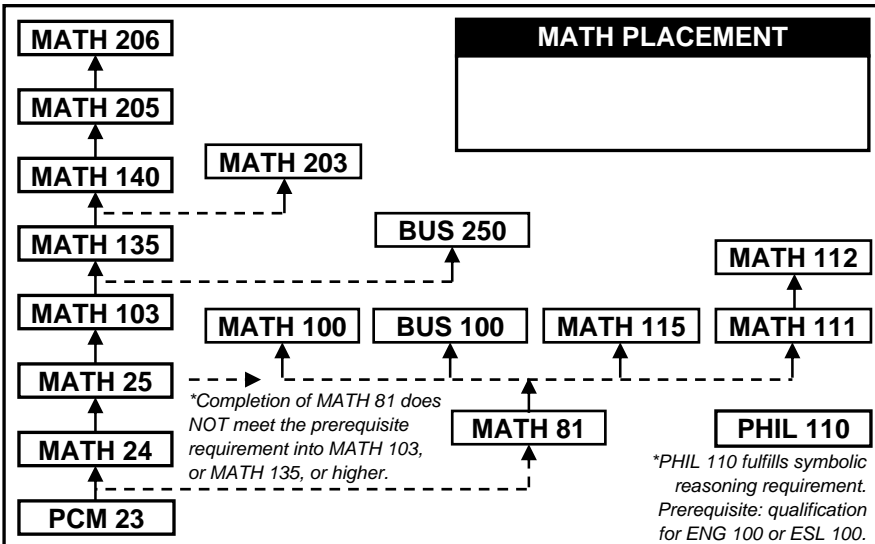 MATH 206
MATH PLACEMENT
MATH 205
MATH 140
MATH 203
MATH 135
BUS 250
MATH 112
MATH 103
MATH 100
BUS 100
MATH 115
MATH 111
MATH 25
*Completion of MATH 81 does
NOT meet the prerequisite
requirement into MATH 103,
or MATH 135, or higher.
MATH 24
MATH 81
PHIL 110
*PHIL 110 fulfills symbolic
reasoning requirement.
Prerequisite: qualification
for ENG 100 or ESL 100.
PCM 23